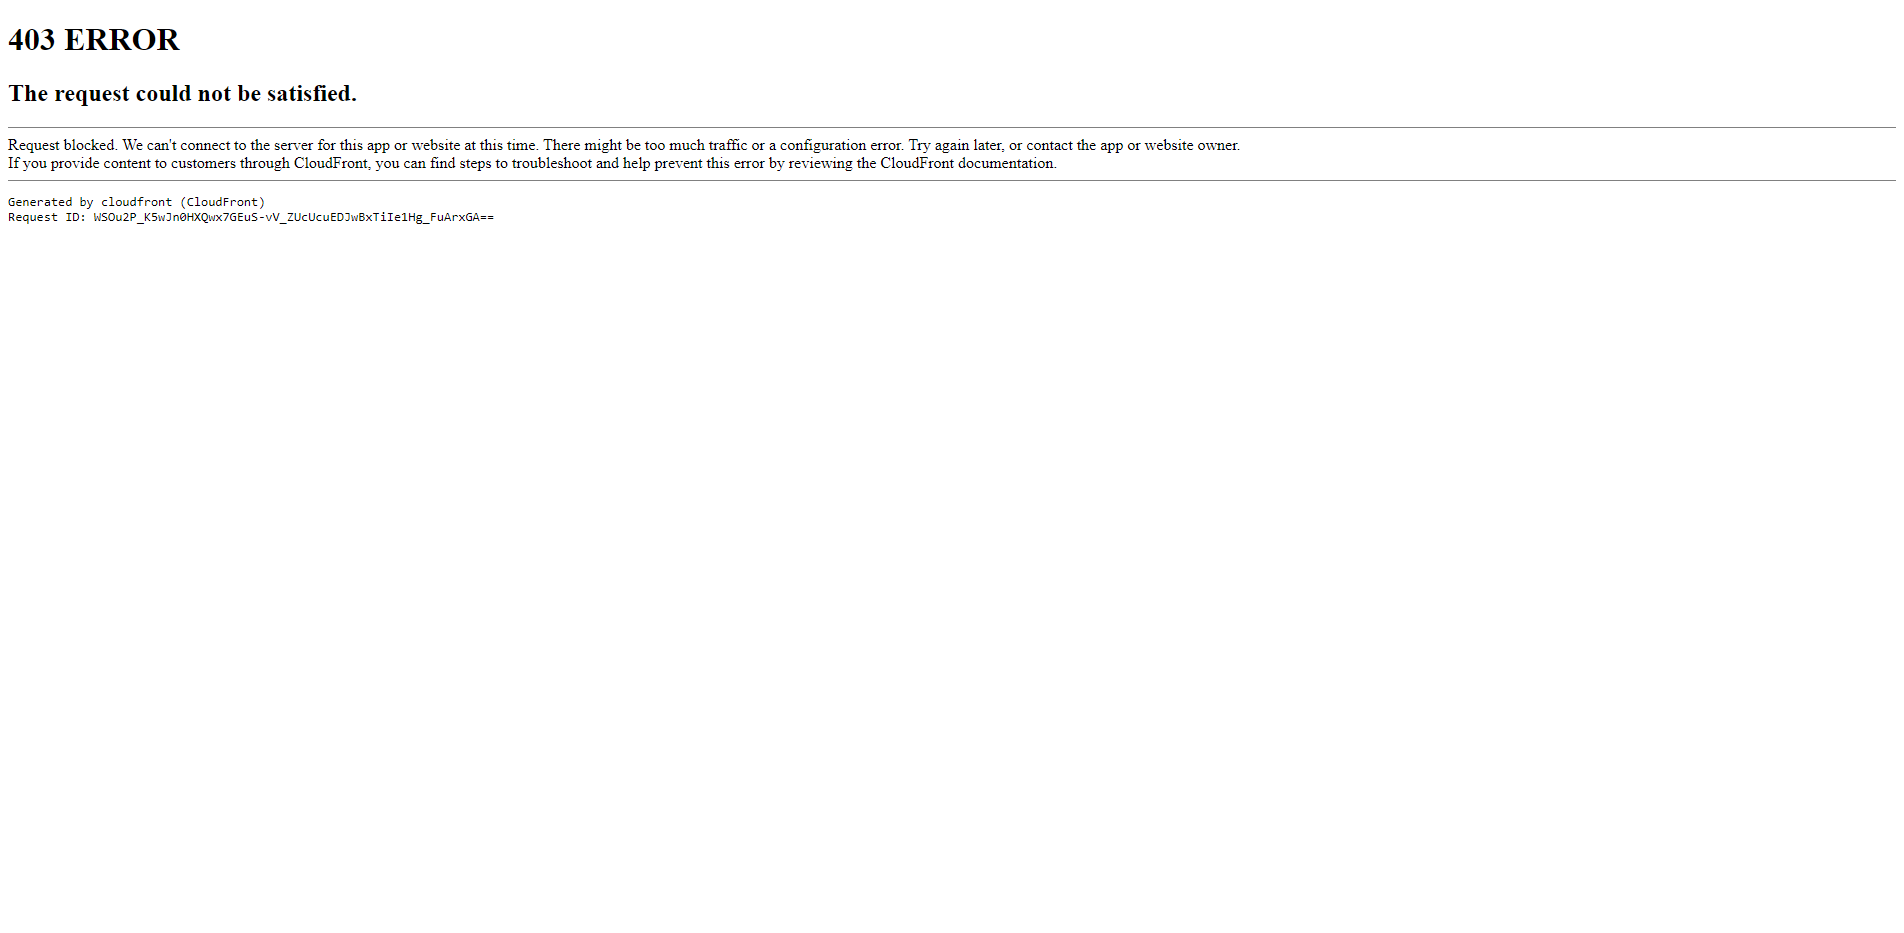 403 ERROR
The request could not be satisfied.
Request blocked. We can't connect to the server for this app or website at this time. There might be too much traffic or a configuration error. Try again later, or contact the app or website owner.
If you provide content to customers through CloudFront, you can find steps to troubleshoot and help prevent this error by reviewing the CloudFront documentation.
Generated by cloudfront (CloudFront)
Request ID: WSOu2P_K5wJn0HXQwx7GEuS-vV_ZUcUcuEDJwBxTiIe1Hg_FuArxGA==